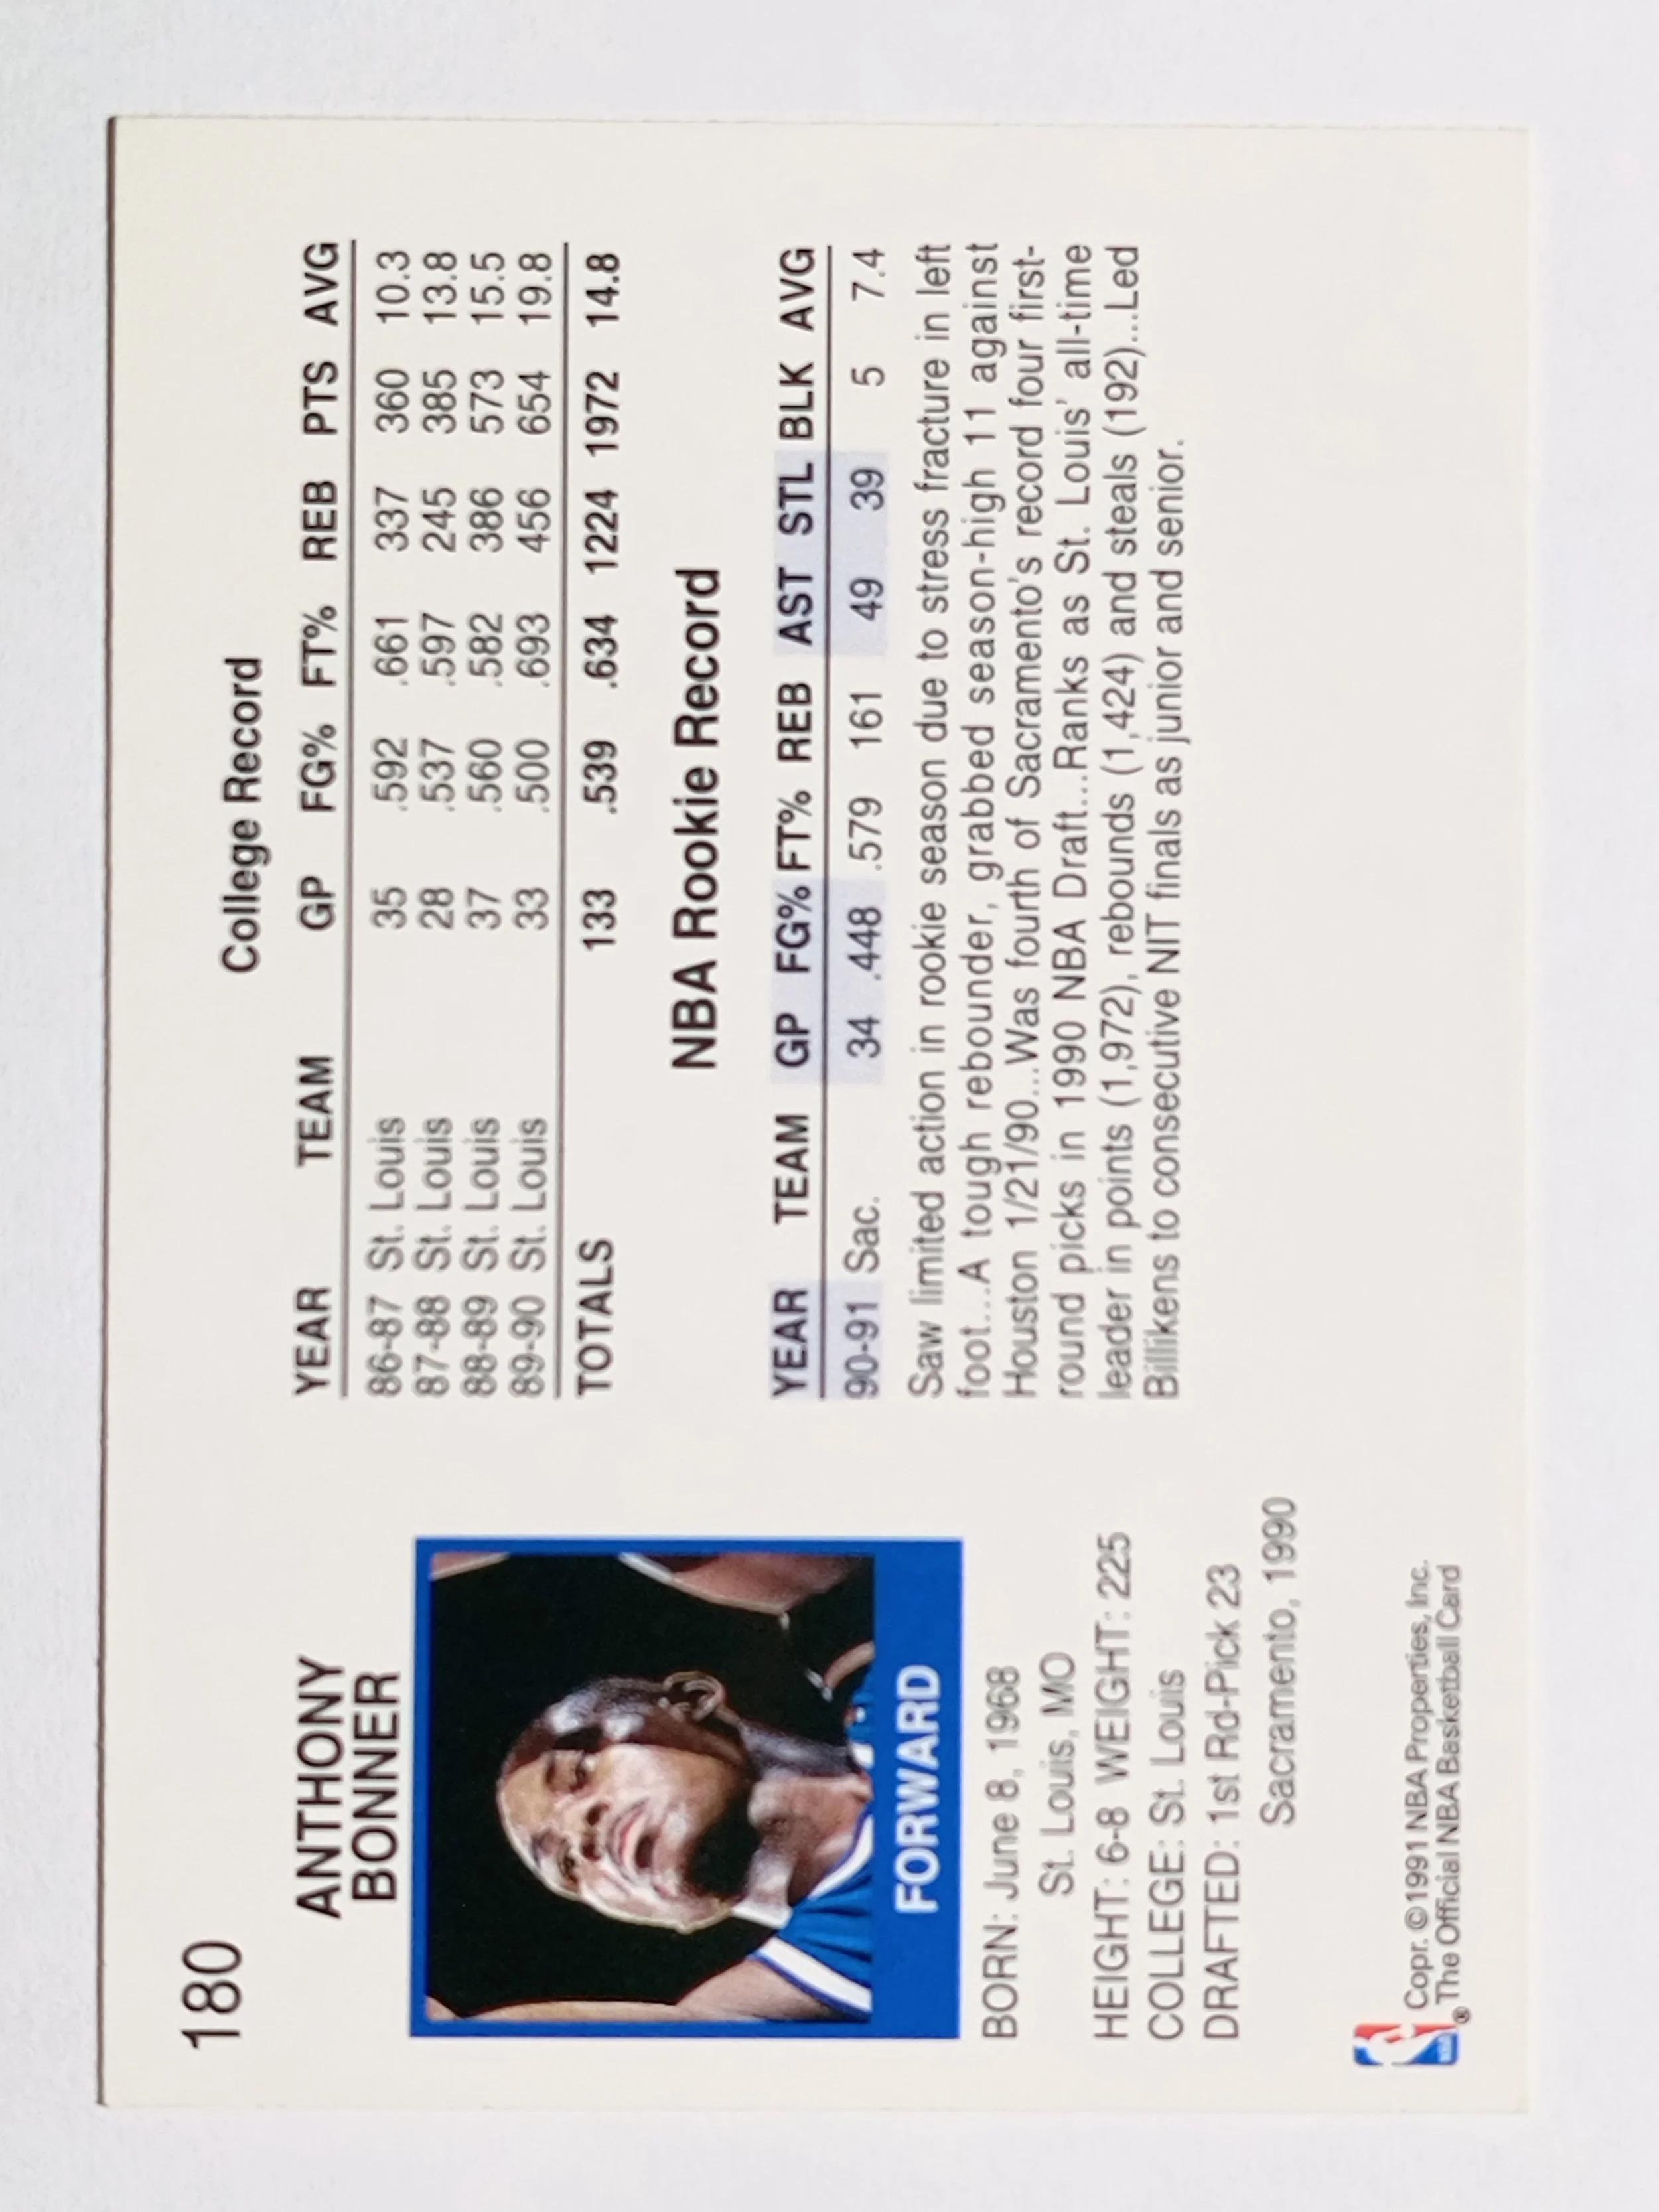 180
ANTHONY
BONNER
FORWARD
BORN: June 8, 1968
St. Louis, MO
HEIGHT: 6-8 WEIGHT: 225
COLLEGE: St. Louis
DRAFTED: 1st Rd-Pick 23
Sacramento, 1990
Copr. © 1991 NBA Properties, Inc.
® The Official NBA Basketball Card
College Record
YEAR TEAM GP FG% FT% REB PTS AVG
86-87 St. Louis 35 .592 .661 337 360 10.3
87-88 St. Louis 28 .537 .597 245 385 13.8
88-89 St. Louis 37 .560 .582 386 573 15.5
89-90 St. Louis 33 .500 .693 456 654 19.8
TOTALS 133 .539 .634 1224 1972 14.8
NBA Rookie Record
YEAR TEAM GP FG% FT% REB AST STL BLK AVG
90-91 Sac. 34 .448 .579 161 49 39 5 7.4
Saw limited action in rookie season due to stress fracture in left
foot...A tough rebounder, grabbed season-high 11 against
Houston 1/21/90...Was fourth of Sacramento's record four first-
round picks in 1990 NBA Draft...Ranks as St. Louis' all-time
leader in points (1,972), rebounds (1,424) and steals (192)...Led
Billikens to consecutive NIT finals as junior and senior.